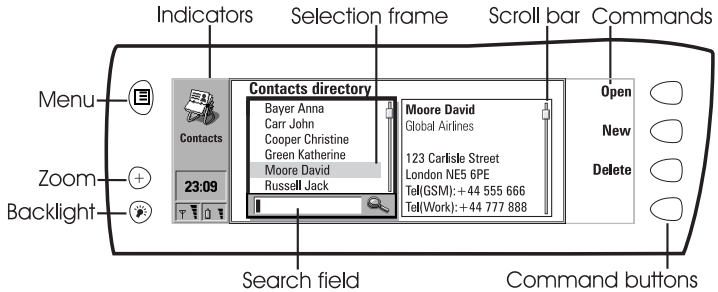 Indicators
Selection frame
Scroll bar
Commands
Menu
Zoom
Backlight
Contacts
23:09
Contacts directory
Bayer Anna
Carr John
Cooper Christine
Green Katherine
Moore David
Russell Jack
Moore David
Global Airlines
123 Carlisle Street
London NE5 6PE
Tel(GSM):+44 555 666
Tel(Work):+44 777 888
Open
New
Delete
Search field
Command buttons